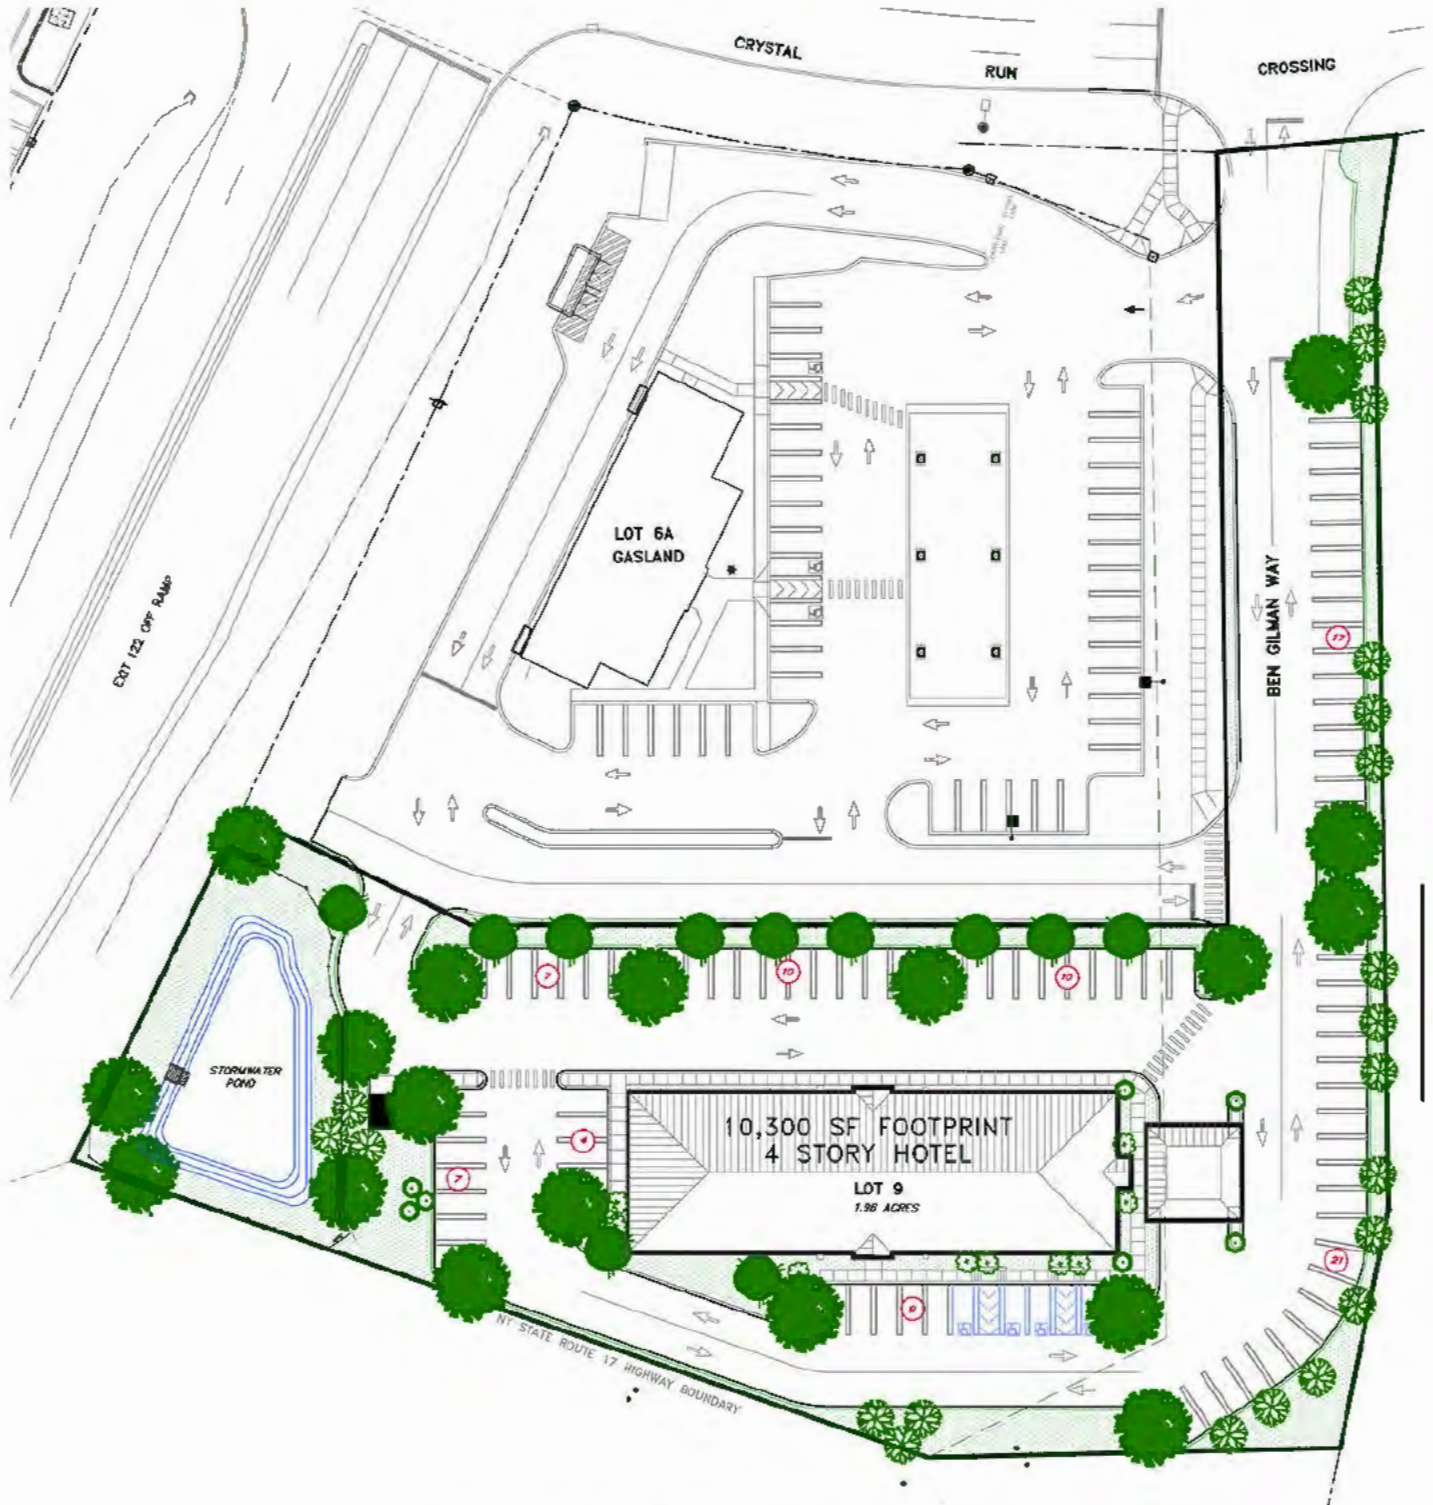 CRYSTAL
RUN
CROSSING
LOT 6A
GASLAND
EXIT 122 OFF RAMP
BEN GILMAN WAY
17
7
10
10
STORMWATER
POND
10,300 SF FOOTPRINT
4 STORY HOTEL
LOT 9
1.96 ACRES
4
7
21
9
NY STATE ROUTE 17 HIGHWAY BOUNDARY